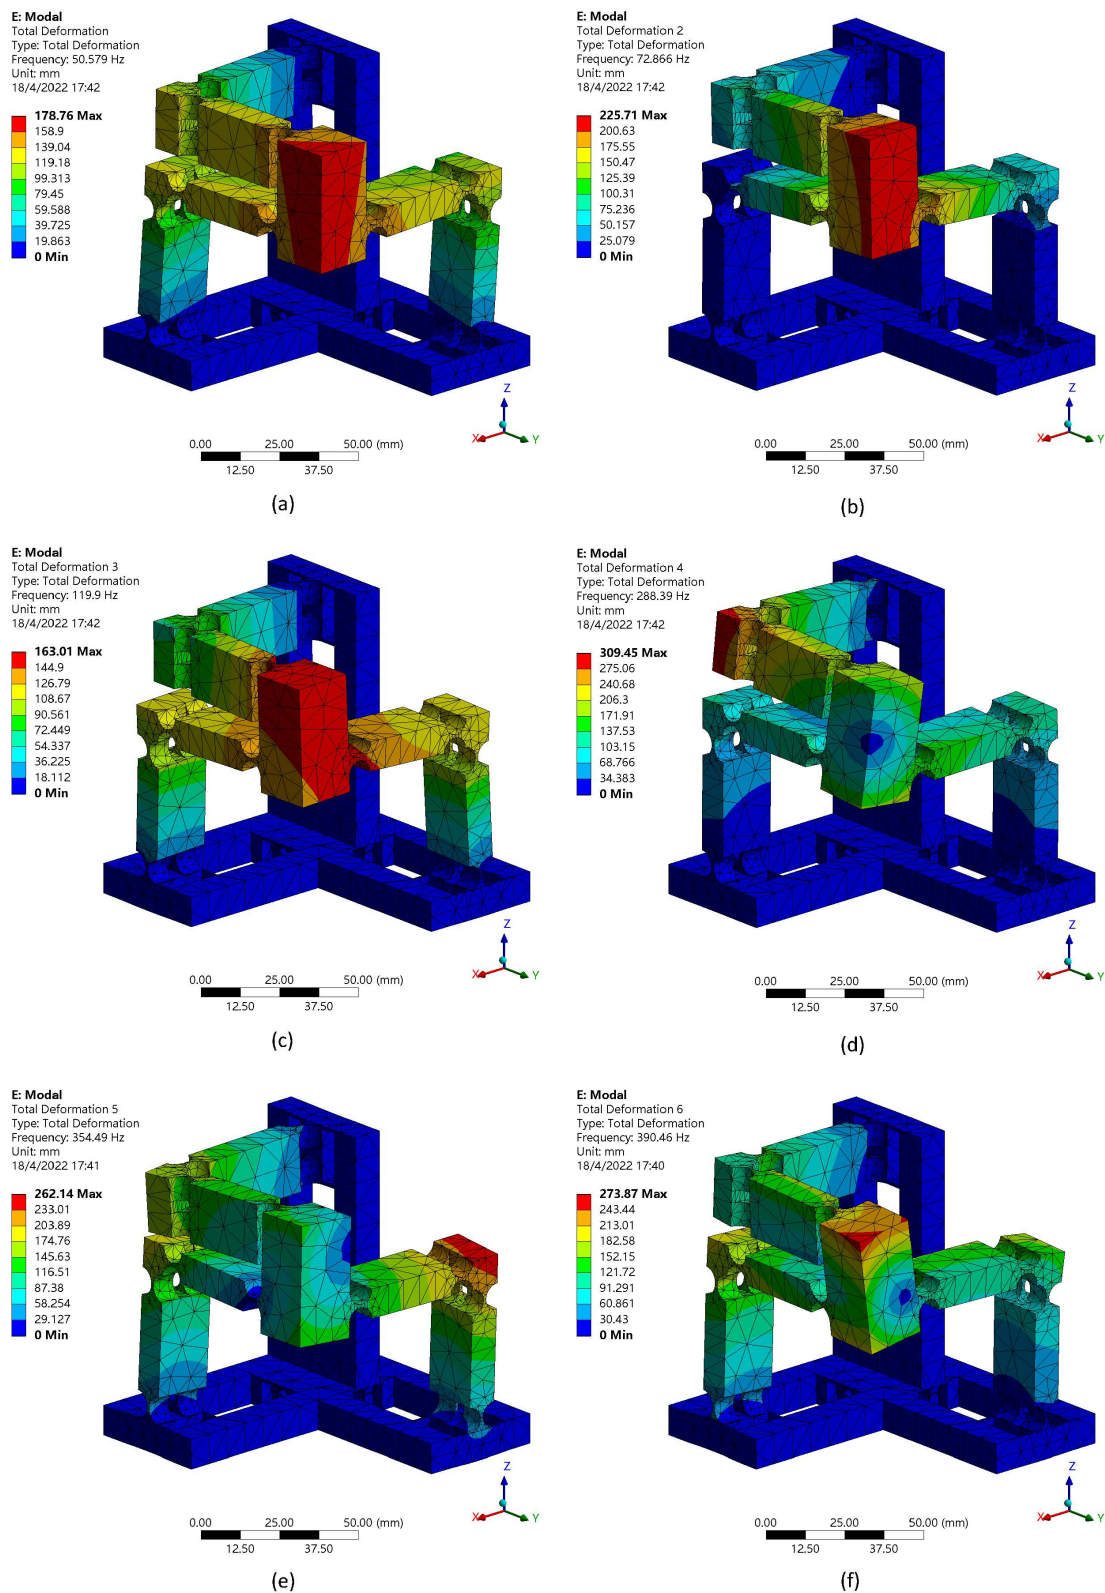 E: Modal
Total Deformation
Type: Total Deformation
Frequency: 50.579 Hz
Unit: mm
18/4/2022 17:42
178.76 Max
158.9
139.04
119.18
99.313
79.45
59.588
39.725
19.863
0 Min
Z
X
Y
0.00 25.00 50.00 (mm)
12.50 37.50
(a)
E: Modal
Total Deformation 2
Type: Total Deformation
Frequency: 72.866 Hz
Unit: mm
18/4/2022 17:42
225.71 Max
200.63
175.55
150.47
125.39
100.31
75.236
50.157
25.079
0 Min
Z
X
Y
0.00 25.00 50.00 (mm)
12.50 37.50
(b)
E: Modal
Total Deformation 3
Type: Total Deformation
Frequency: 119.9 Hz
Unit: mm
18/4/2022 17:42
163.01 Max
144.9
126.79
108.67
90.561
72.449
54.337
36.225
18.112
0 Min
Z
X
Y
0.00 25.00 50.00 (mm)
12.50 37.50
(c)
E: Modal
Total Deformation 4
Type: Total Deformation
Frequency: 288.39 Hz
Unit: mm
18/4/2022 17:42
309.45 Max
275.06
240.68
206.3
171.91
137.53
103.15
68.766
34.383
0 Min
Z
X
Y
0.00 25.00 50.00 (mm)
12.50 37.50
(d)
E: Modal
Total Deformation 5
Type: Total Deformation
Frequency: 354.49 Hz
Unit: mm
18/4/2022 17:41
262.14 Max
233.01
203.89
174.76
145.63
116.51
87.38
58.254
29.127
0 Min
Z
X
Y
0.00 25.00 50.00 (mm)
12.50 37.50
(e)
E: Modal
Total Deformation 6
Type: Total Deformation
Frequency: 390.46 Hz
Unit: mm
18/4/2022 17:40
273.87 Max
243.44
213.01
182.58
152.15
121.72
91.291
60.861
30.43
0 Min
Z
X
Y
0.00 25.00 50.00 (mm)
12.50 37.50
(f)